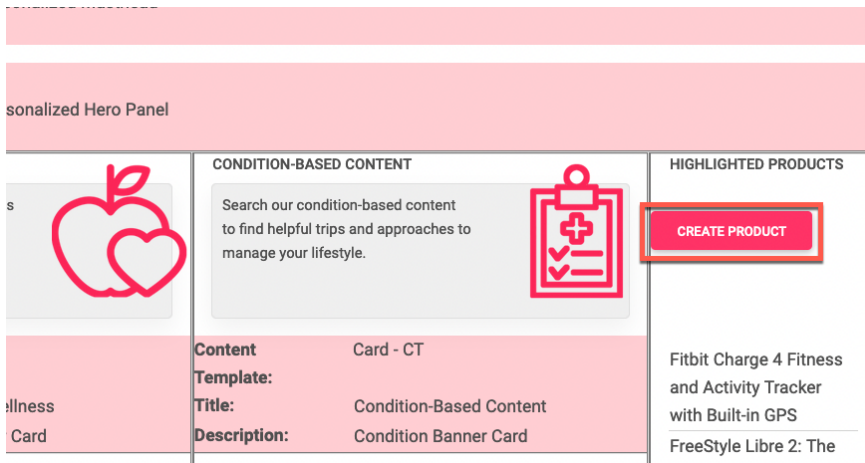 sonalized Hero Panel
s
CONDITION-BASED CONTENT
Search our condition-based content
to find helpful trips and approaches to
manage your lifestyle.
HIGHLIGHTED PRODUCTS
CREATE PRODUCT
Content Card - CT
Template:
ellness
Title: Condition-Based Content
Card
Description: Condition Banner Card
Fitbit Charge 4 Fitness
and Activity Tracker
with Built-in GPS
FreeStyle Libre 2: The